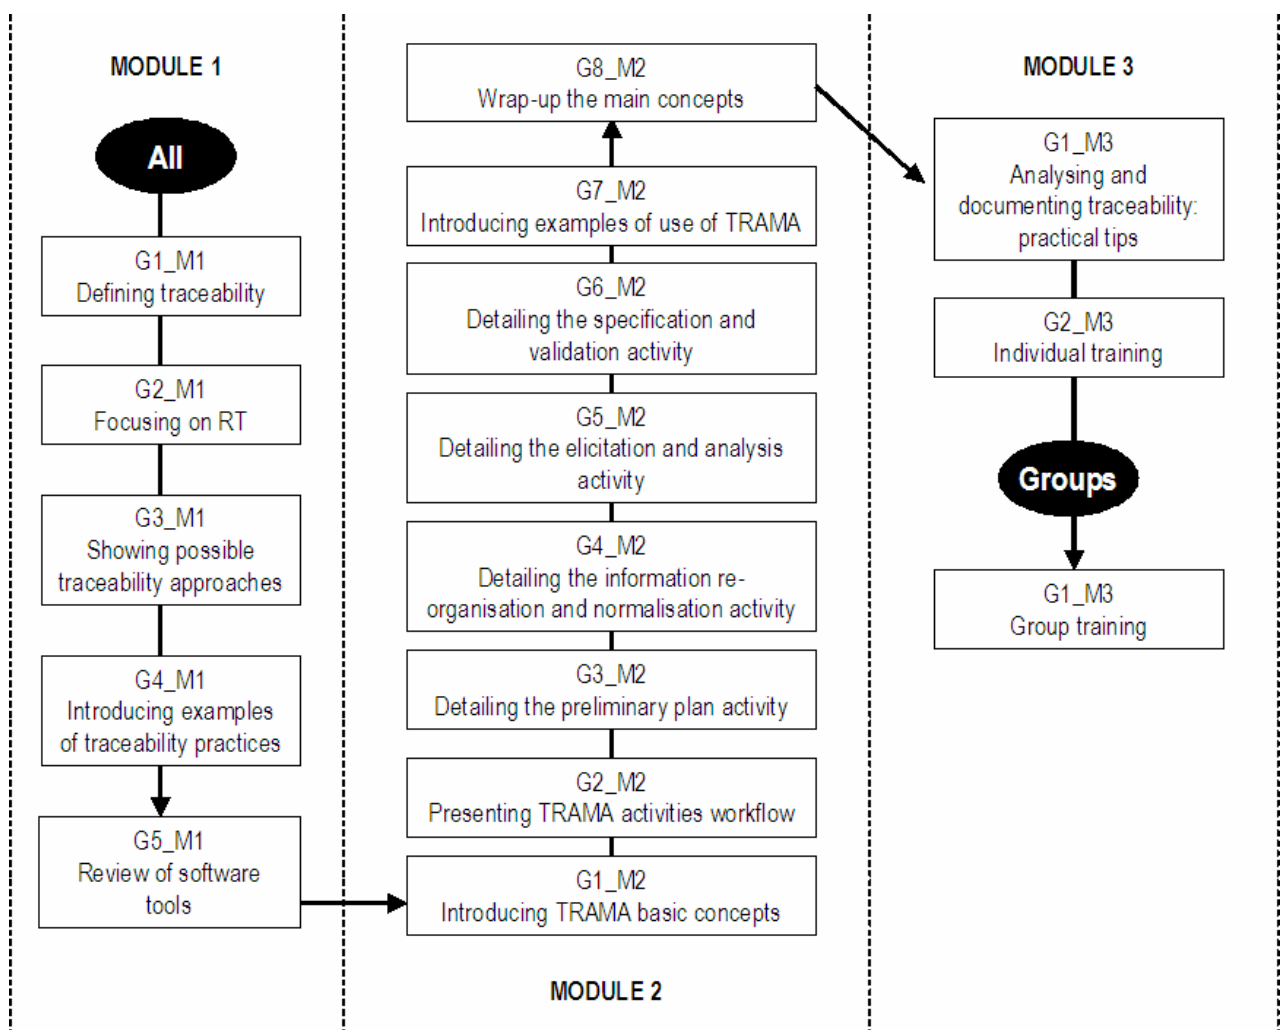 MODULE 1
All
G1_M1
Defining traceability
G2_M1
Focusing on RT
G3_M1
Showing possible
traceability approaches
G4_M1
Introducing examples
of traceability practices
G5_M1
Review of software
tools
G8_M2
Wrap-up the main concepts
G7_M2
Introducing examples of use of TRAMA
G6_M2
Detailing the specification and
validation activity
G5_M2
Detailing the elicitation and analysis
activity
G4_M2
Detailing the information re-
organisation and normalisation activity
G3_M2
Detailing the preliminary plan activity
G2_M2
Presenting TRAMA activities workflow
G1_M2
Introducing TRAMA basic concepts
MODULE 2
MODULE 3
G1_M3
Analysing and
documenting traceability:
practical tips
G2_M3
Individual training
Groups
G1_M3
Group training